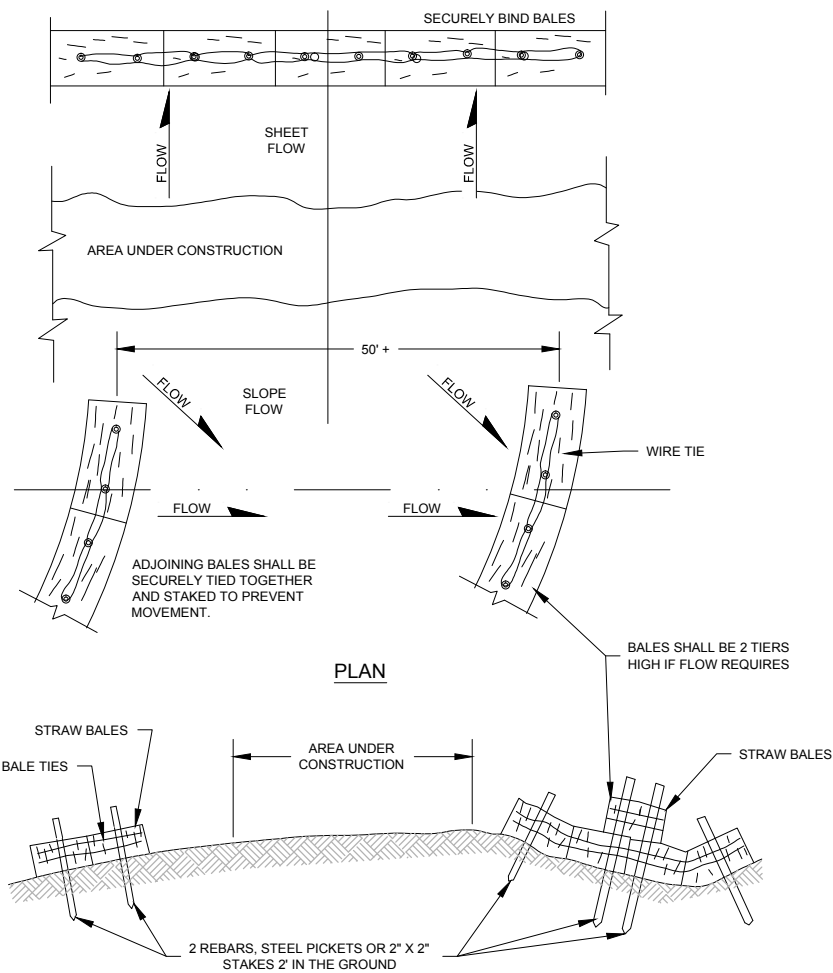 SECURELY BIND BALES
SHEET
FLOW
FLOW
FLOW
AREA UNDER CONSTRUCTION
50' +
FLOW
SLOPE
FLOW
FLOW
WIRE TIE
FLOW
FLOW
ADJOINING BALES SHALL BE
SECURELY TIED TOGETHER
AND STAKED TO PREVENT
MOVEMENT.
BALES SHALL BE 2 TIERS
HIGH IF FLOW REQUIRES
PLAN
STRAW BALES
BALE TIES
AREA UNDER
CONSTRUCTION
STRAW BALES
2 REBARS, STEEL PICKETS OR 2" X 2"
STAKES 2' IN THE GROUND